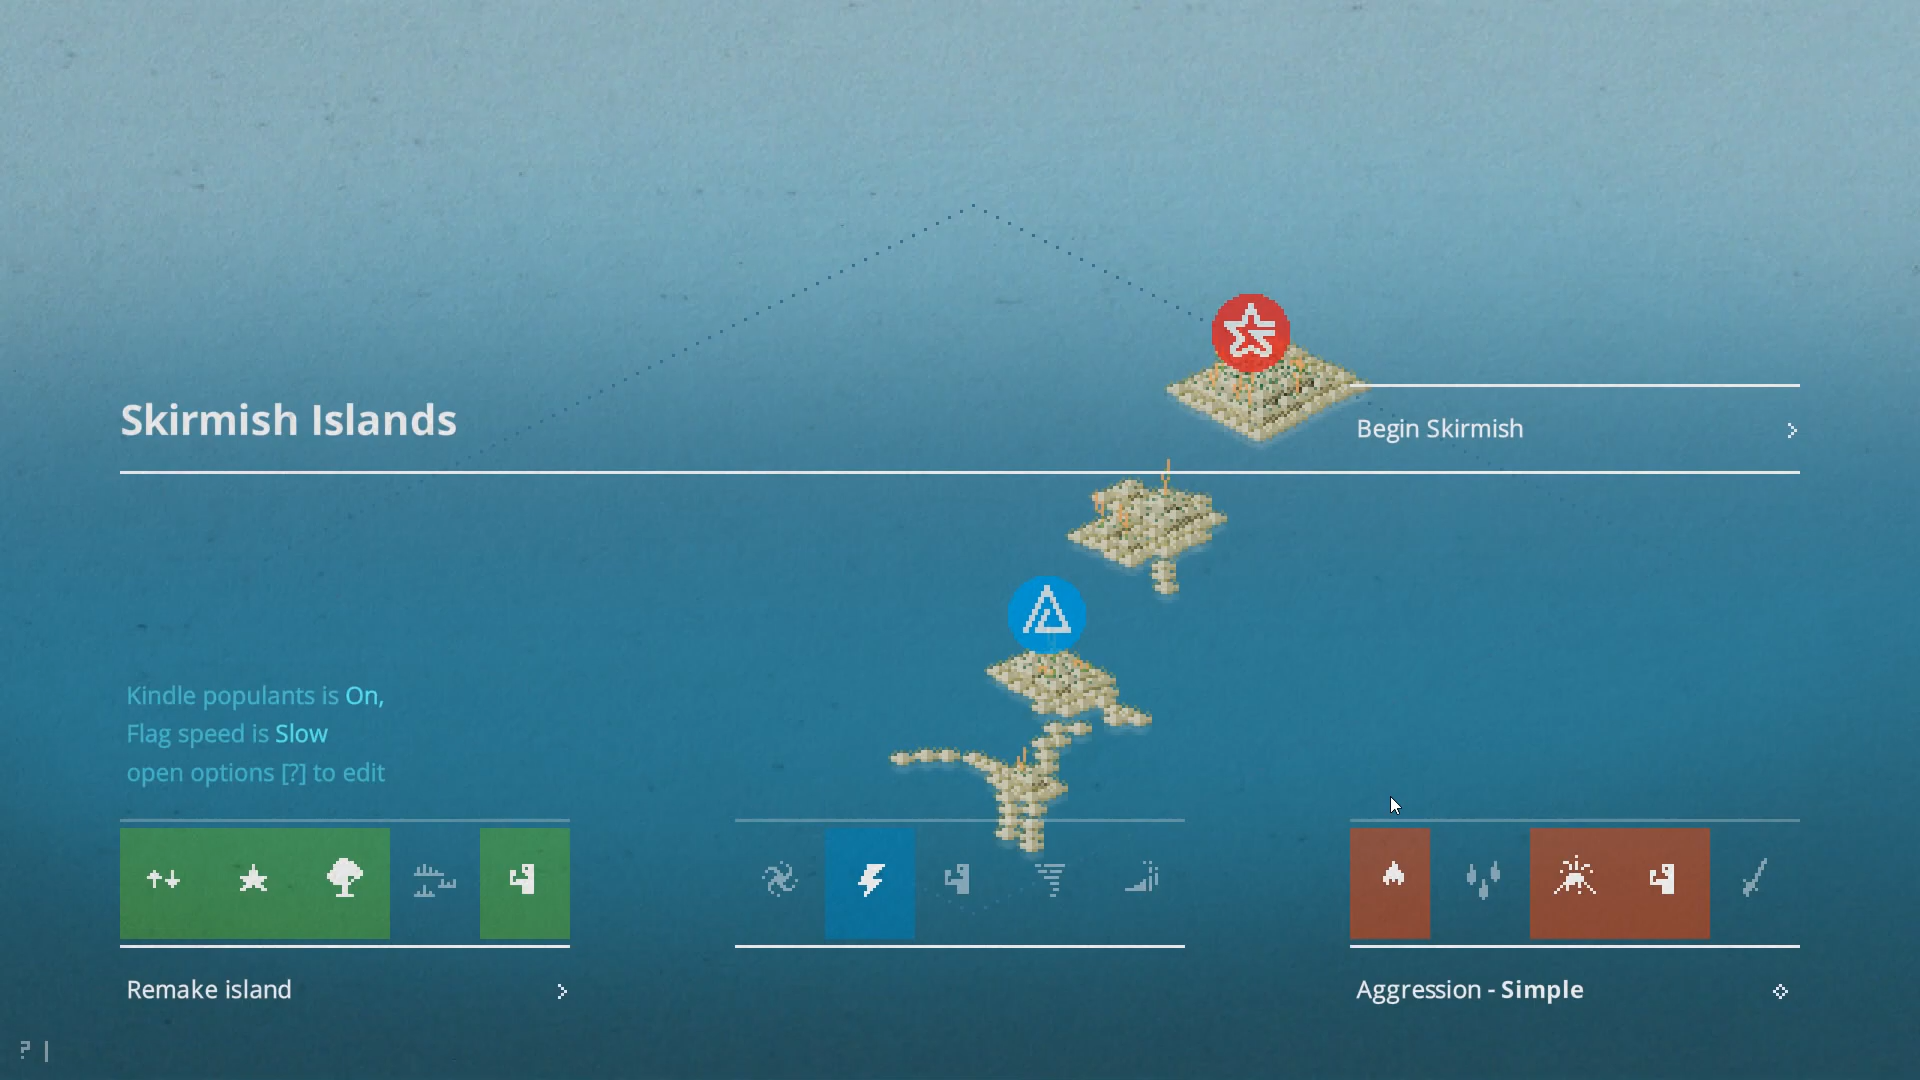 Skirmish Islands
Begin Skirmish
Kindle populants is On,
Flag speed is Slow
open options [?] to edit
Remake island
Aggression - Simple
?